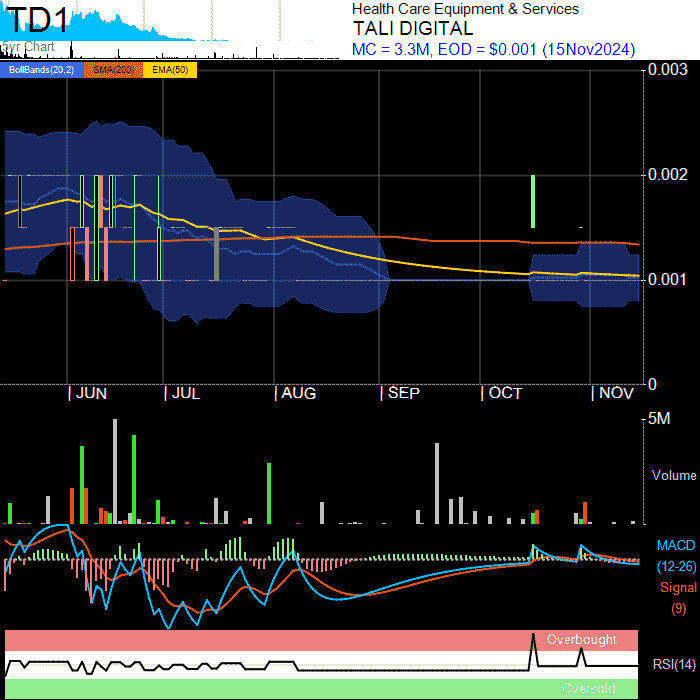 TD1
Health Care Equipment & Services
TALI DIGITAL
MC = 3.3M, EOD = $0.001 (15Nov2024)
3yr Chart
BollBands(20,2) SMA(200) EMA(50)
0.003
0.002
0.001
0
JUN JUL AUG SEP OCT NOV
5M
Volume
MACD
(12-26)
Signal
(9)
Overbought
RSI(14)
Oversold